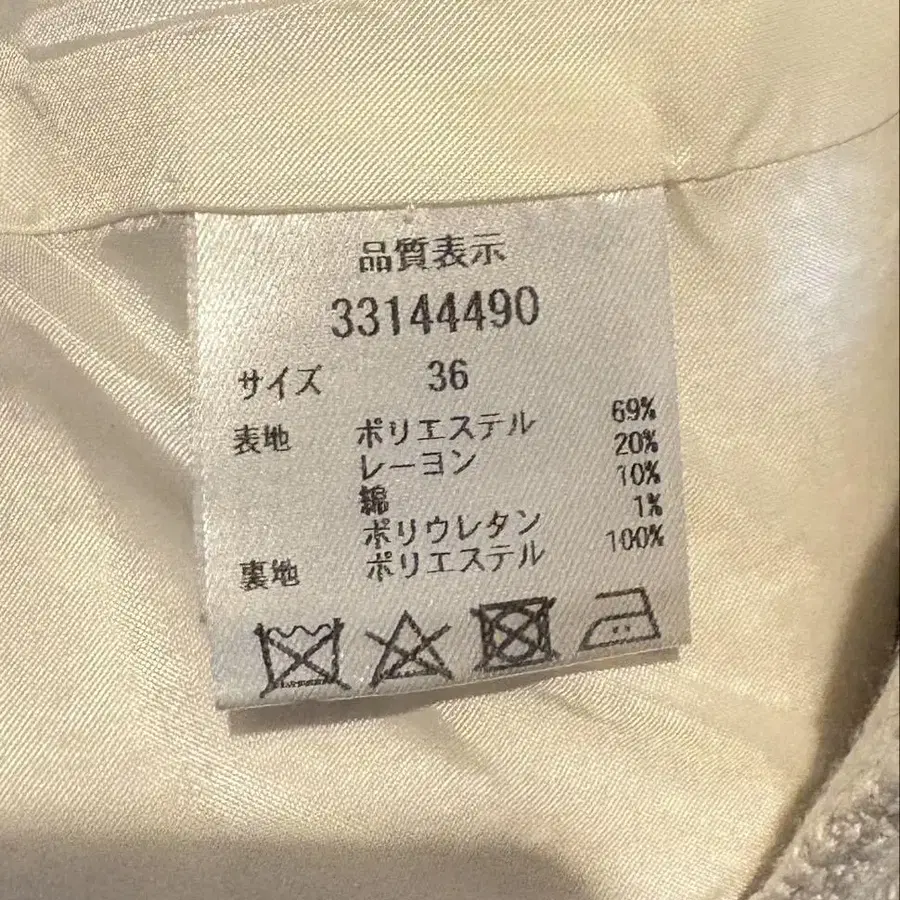 品質表示
33144490
サイズ 36
表地 ポリエステル 69%
レーヨン 20%
綿 10%
ポリウレタン 1%
裏地 ポリエステル 100%